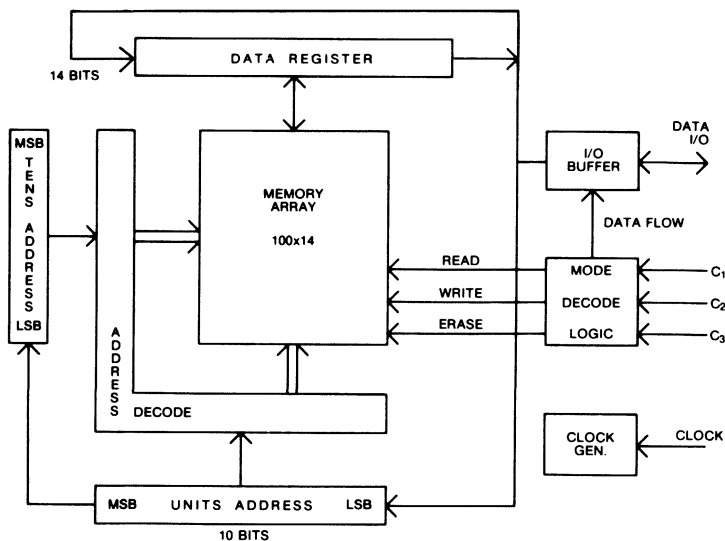 DATA REGISTER
14 BITS
MSB
TENS ADDRESS
LSB
ADDRESS
DECODE
MEMORY
ARRAY
100x14
I/O
BUFFER
DATA
I/O
DATA FLOW
READ
WRITE
ERASE
MODE
DECODE
LOGIC
C1
C2
C3
CLOCK
GEN.
CLOCK
MSB UNITS ADDRESS LSB
10 BITS